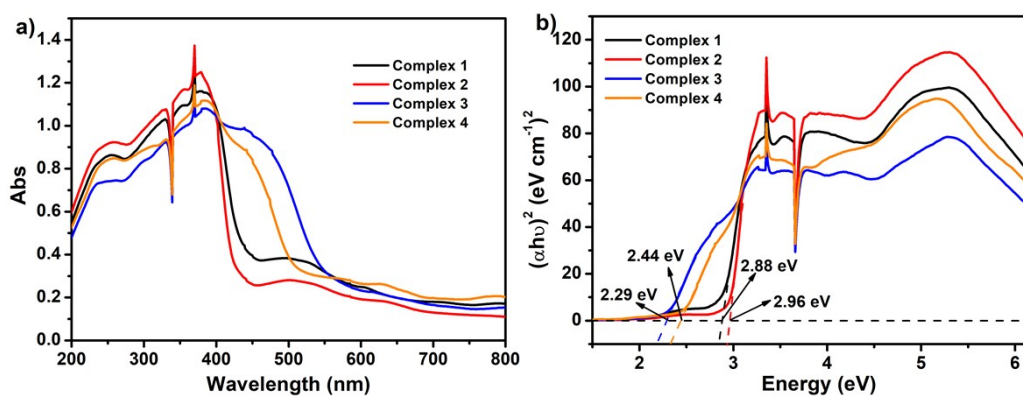 a)
1.4
1.2
1.0
0.8
0.6
0.4
0.2
0.0
Abs
200 300 400 500 600 700 800
Wavelength (nm)
Complex 1
Complex 2
Complex 3
Complex 4
b)
120
100
80
60
40
20
0
(αhυ)² (eV cm⁻¹)²
2 3 4 5 6
Energy (eV)
Complex 1
Complex 2
Complex 3
Complex 4
2.44 eV
2.88 eV
2.29 eV
2.96 eV